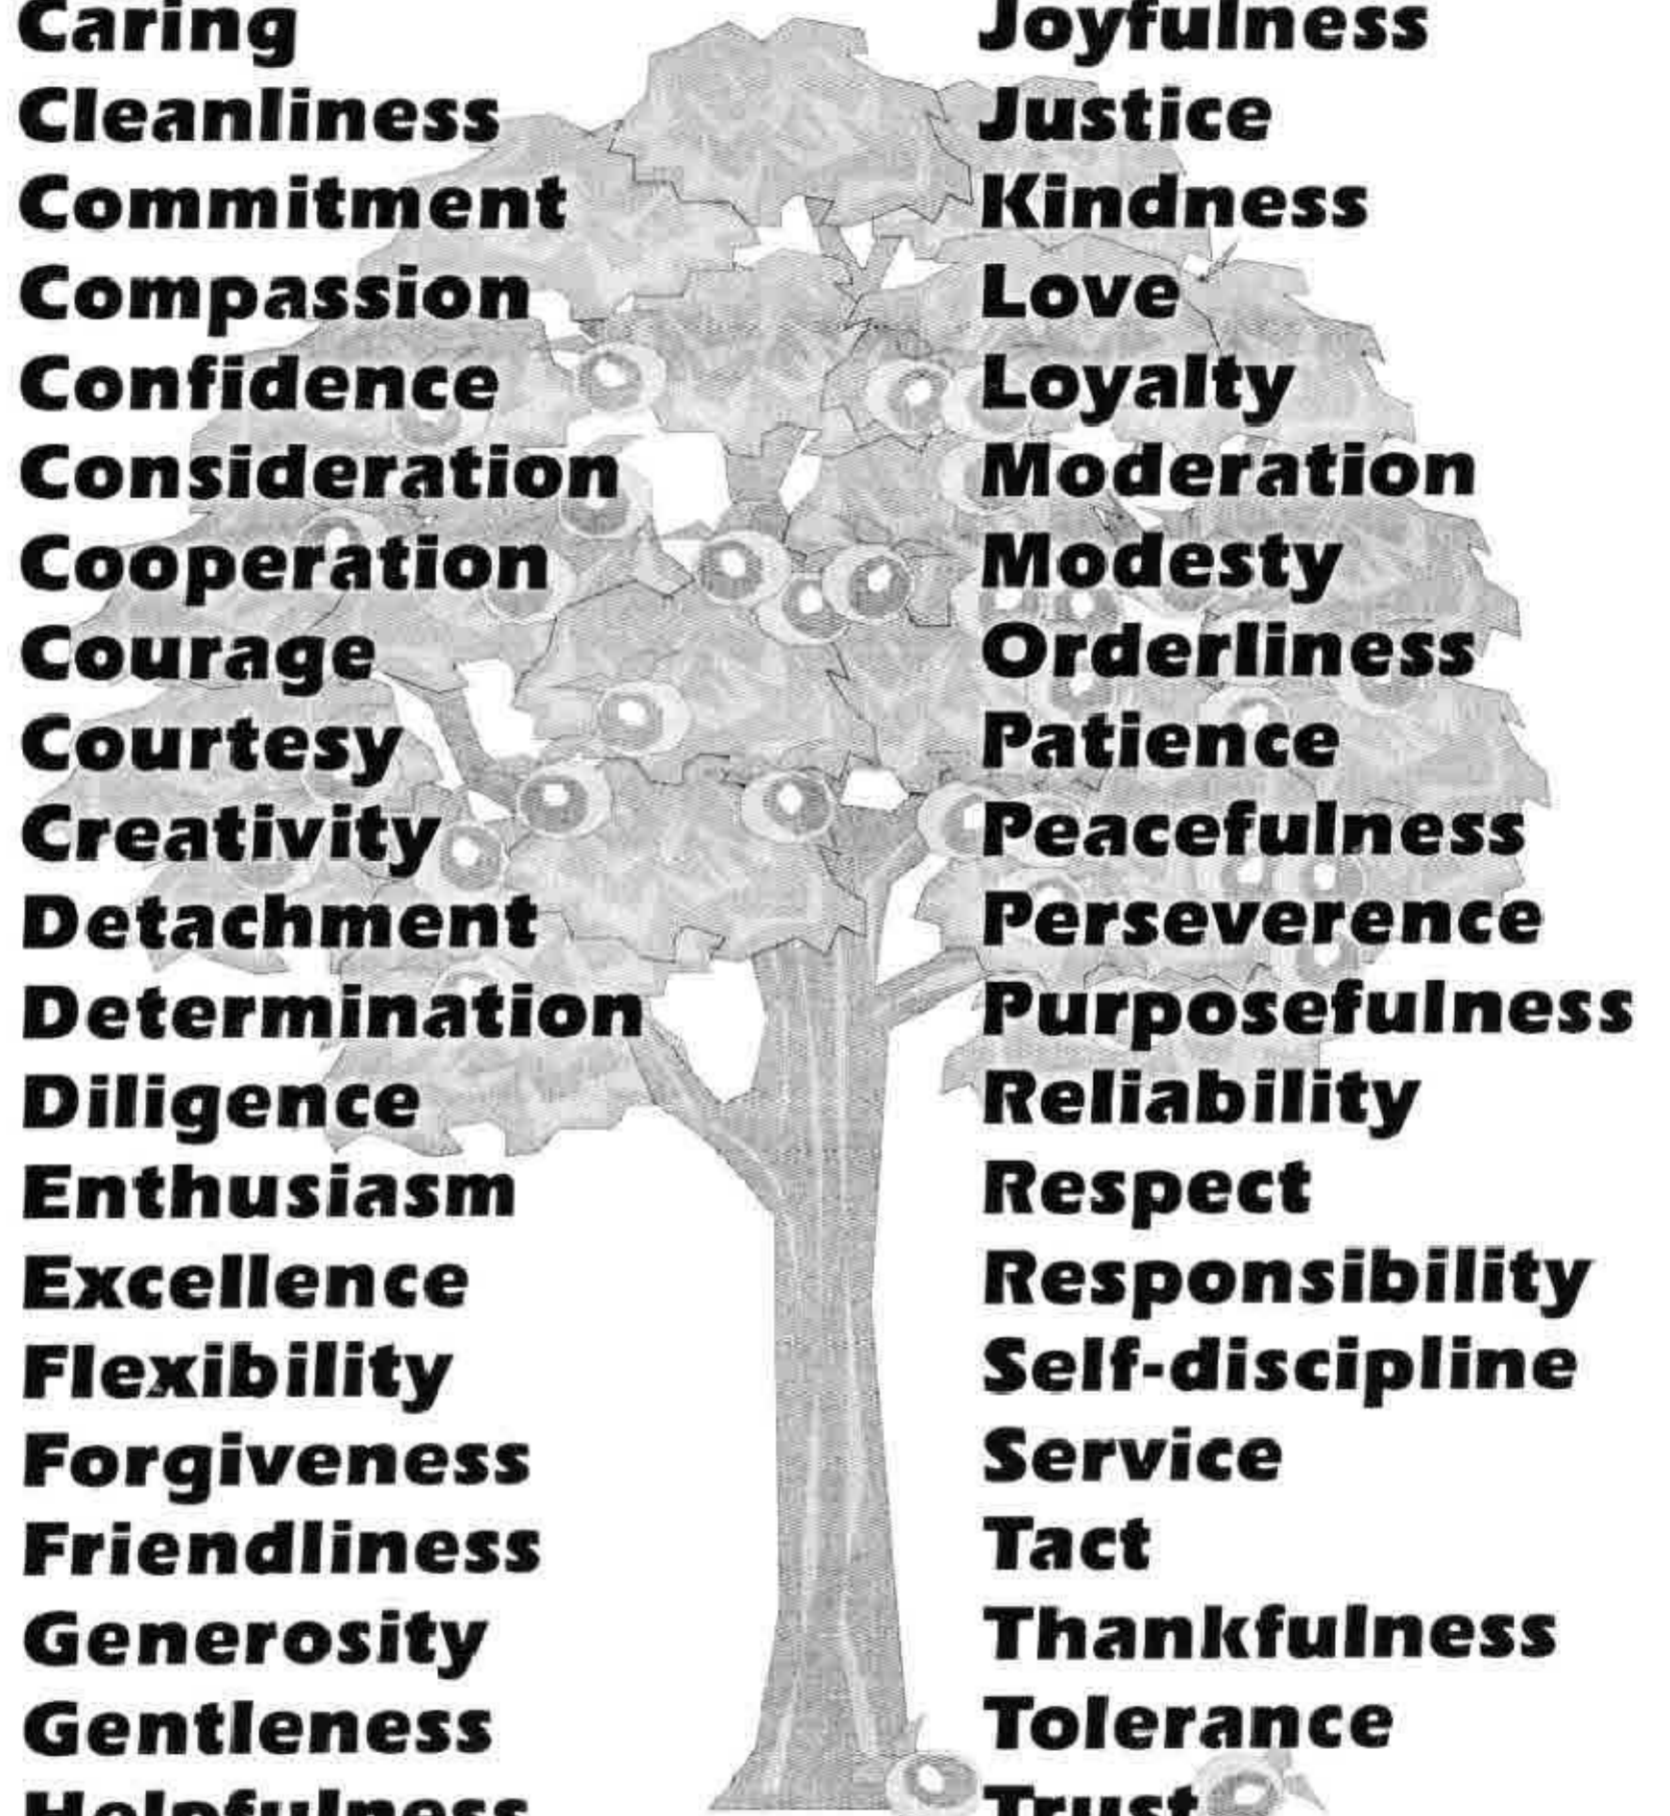 Caring
Cleanliness
Commitment
Compassion
Confidence
Consideration
Cooperation
Courage
Courtesy
Creativity
Detachment
Determination
Diligence
Enthusiasm
Excellence
Flexibility
Forgiveness
Friendliness
Generosity
Gentleness
Helpfulness
Joyfulness
Justice
Kindness
Love
Loyalty
Moderation
Modesty
Orderliness
Patience
Peacefulness
Perseverence
Purposefulness
Reliability
Respect
Responsibility
Self-discipline
Service
Tact
Thankfulness
Tolerance
Trust